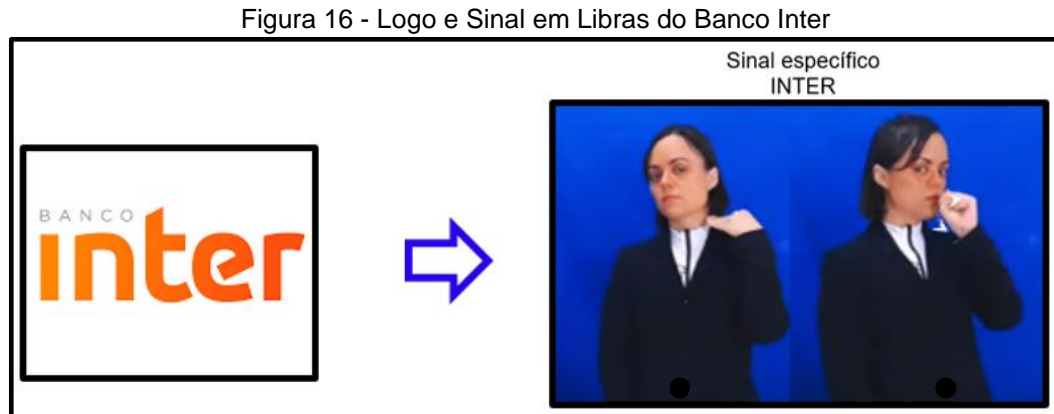 Figura 16 - Logo e Sinal em Libras do Banco Inter
Sinal específico
INTER
BANCO
inter